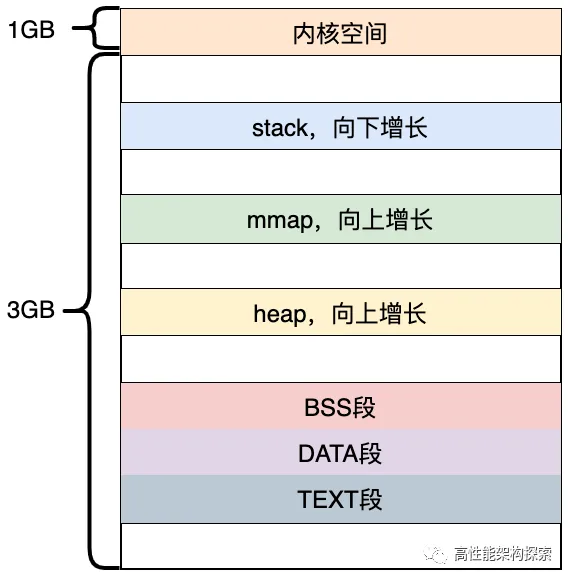 1GB
内核空间
stack，向下增长
mmap，向上增长
heap，向上增长
3GB
BSS段
DATA段
TEXT段
高性能架构探索